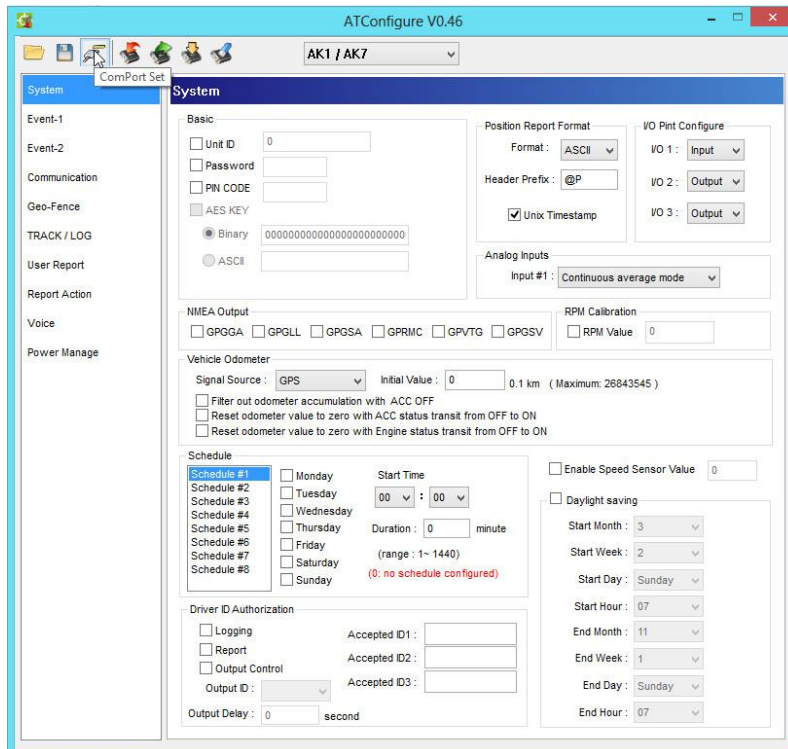 ATConfigure V0.46
AK1 / AK7
ComPort Set
System
Event-1
Event-2
Communication
Geo-Fence
TRACK / LOG
User Report
Report Action
Voice
Power Manage
System
Basic
Unit ID 0
Password
PIN CODE
AES KEY
Binary 000000000000000000000000
ASCII
Position Report Format
Format : ASCII
Header Prefix : @P
Unix Timestamp
I/O Pint Configure
I/O 1 : Input
I/O 2 : Output
I/O 3 : Output
Analog Inputs
Input #1 : Continuous average mode
NMEA Output
GPGGA GPGLL GPGSA GPRMC GPVTG GPGSV
RPM Calibration
RPM Value 0
Vehicle Odometer
Signal Source : GPS Initial Value : 0 0.1 km ( Maximum: 26843545 )
Filter out odometer accumulation with ACC OFF
Reset odometer value to zero with ACC status transit from OFF to ON
Reset odometer value to zero with Engine status transit from OFF to ON
Schedule
Schedule #1
Schedule #2
Schedule #3
Schedule #4
Schedule #5
Schedule #6
Schedule #7
Schedule #8
Monday
Tuesday
Wednesday
Thursday
Friday
Saturday
Sunday
Start Time
00 : 00
Duration : 0 minute
(range : 1~ 1440)
(0: no schedule configured)
Enable Speed Sensor Value 0
Daylight saving
Start Month : 3
Start Week : 2
Start Day : Sunday
Start Hour : 07
End Month : 11
End Week : 1
End Day : Sunday
End Hour : 07
Driver ID Authorization
Logging
Report
Output Control
Output ID :
Output Delay : 0 second
Accepted ID1 :
Accepted ID2 :
Accepted ID3 :